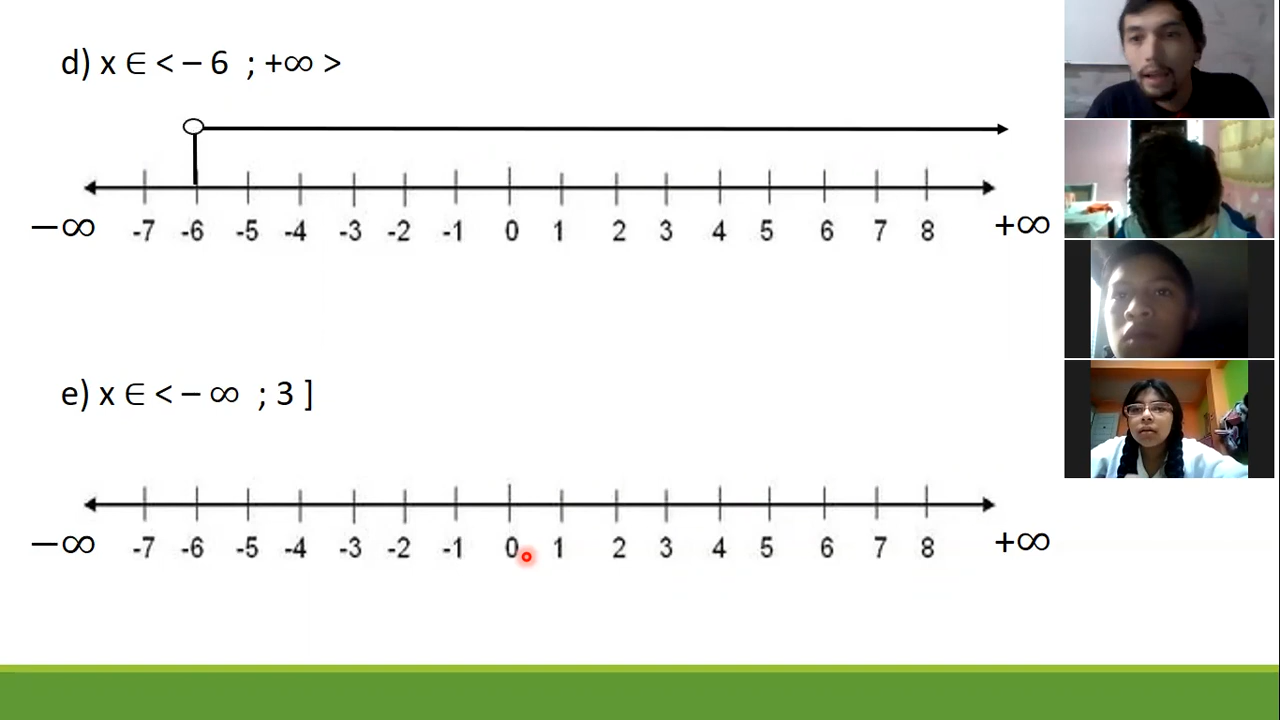 d) x ∈ < – 6 ; +∞ >
–∞ -7 -6 -5 -4 -3 -2 -1 0 1 2 3 4 5 6 7 8 +∞
e) x ∈ < – ∞ ; 3 ]
–∞ -7 -6 -5 -4 -3 -2 -1 0 1 2 3 4 5 6 7 8 +∞